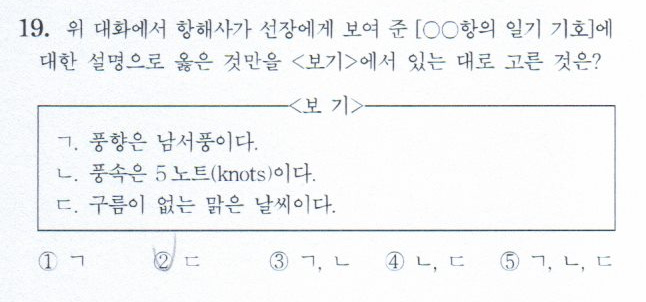 19. 위 대화에서 항해사가 선장에게 보여 준 [○○항의 일기 기호]에
대한 설명으로 옳은 것만을 <보기>에서 있는 대로 고른 것은?
<보 기>
ㄱ. 풍향은 남서풍이다.
ㄴ. 풍속은 5노트(knots)이다.
ㄷ. 구름이 없는 맑은 날씨이다.
① ㄱ ② ㄷ ③ ㄱ, ㄴ ④ ㄴ, ㄷ ⑤ ㄱ, ㄴ, ㄷ